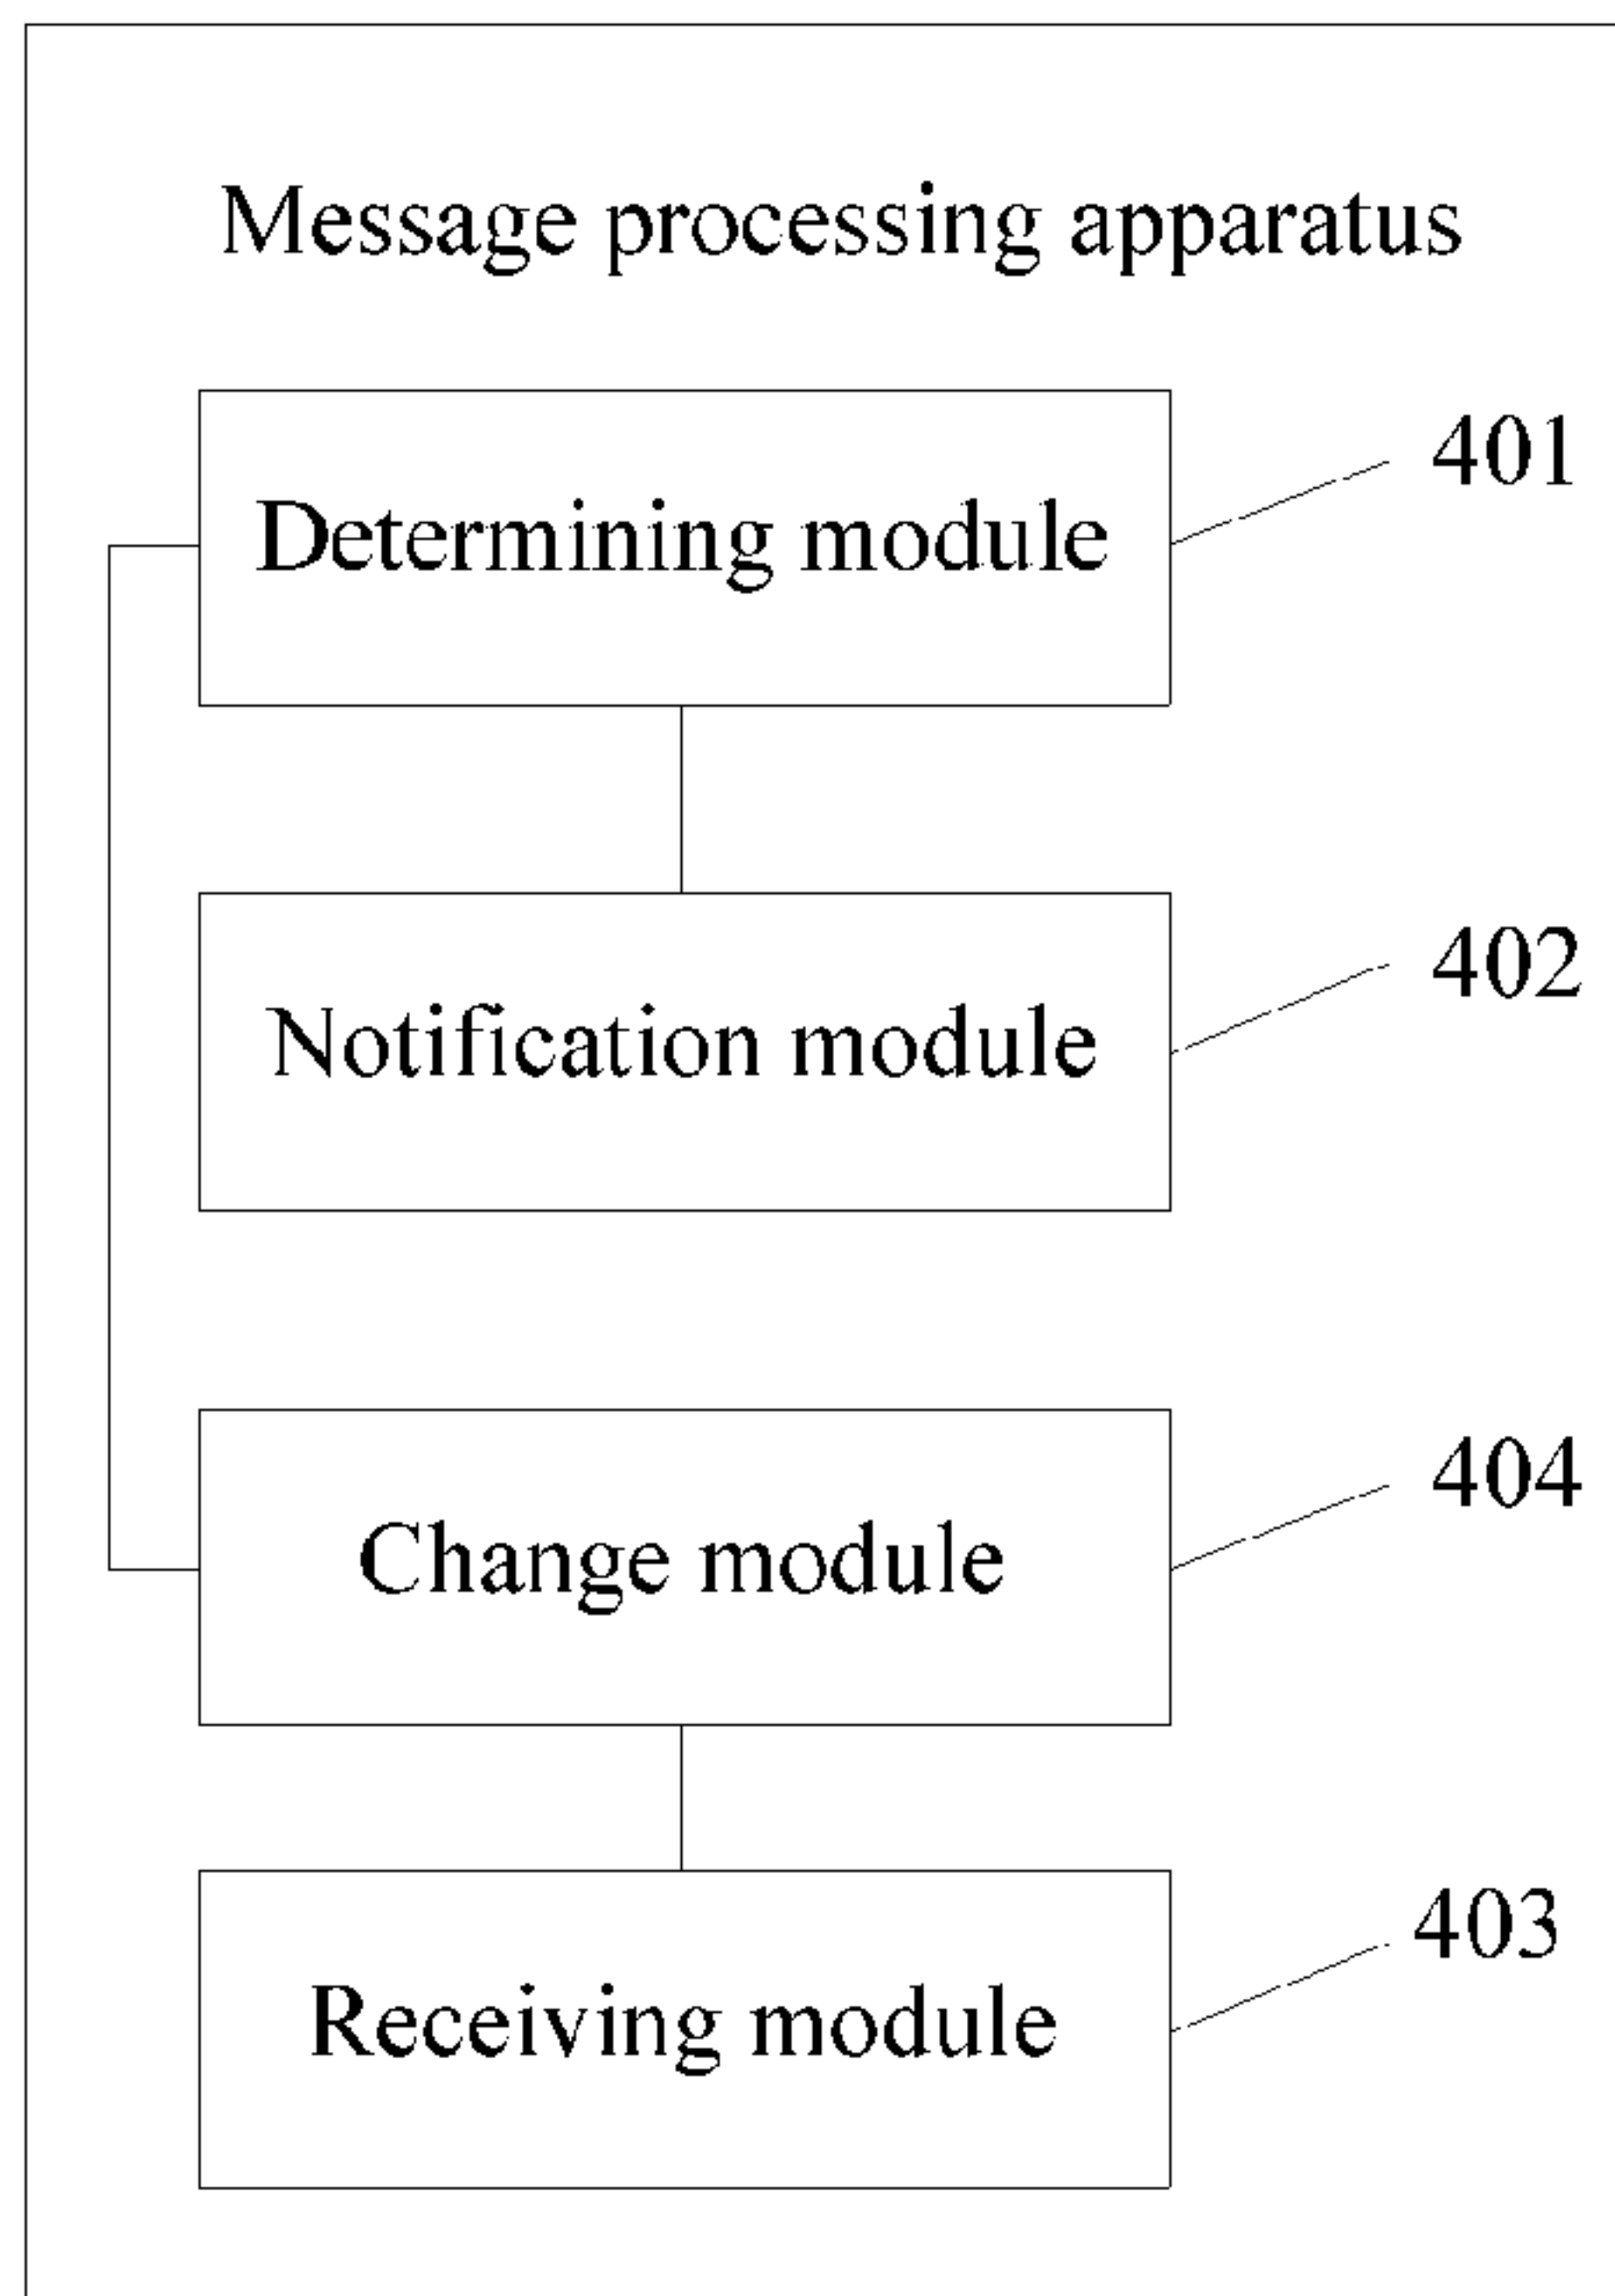 Message processing apparatus
Determining module
401
Notification module
402
Change module
404
Receiving module
403